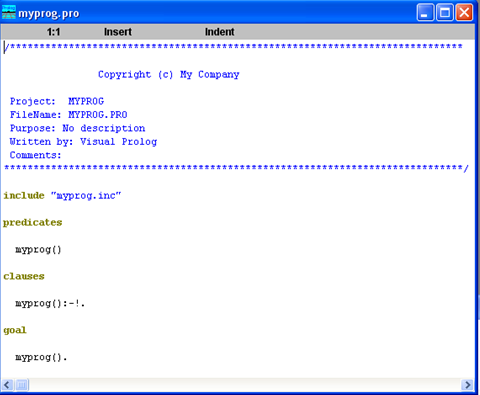 myprog.pro
1:1 Insert Indent
/*****************************************************************************
Copyright (c) My Company
Project: MYPROG
FileName: MYPROG.PRO
Purpose: No description
Written by: Visual Prolog
Comments:
*****************************************************************************/
include "myprog.inc"
predicates
myprog()
clauses
myprog():-!.
goal
myprog().